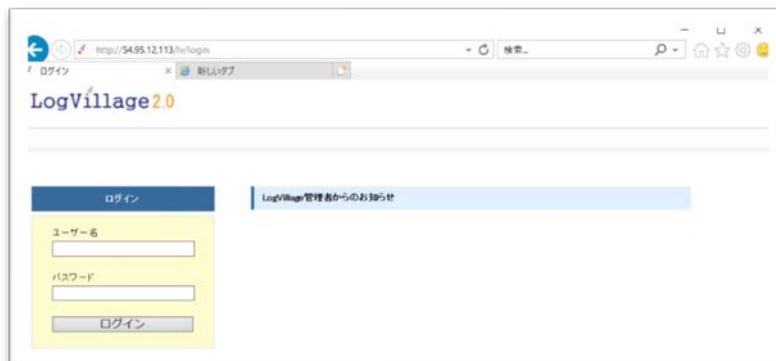 http://54.95.12.113/lv/login
検索...
ログイン
新しいタブ
LogVillage 2.0
ログイン
LogVillage管理者からのお知らせ
ユーザー名
パスワード
ログイン